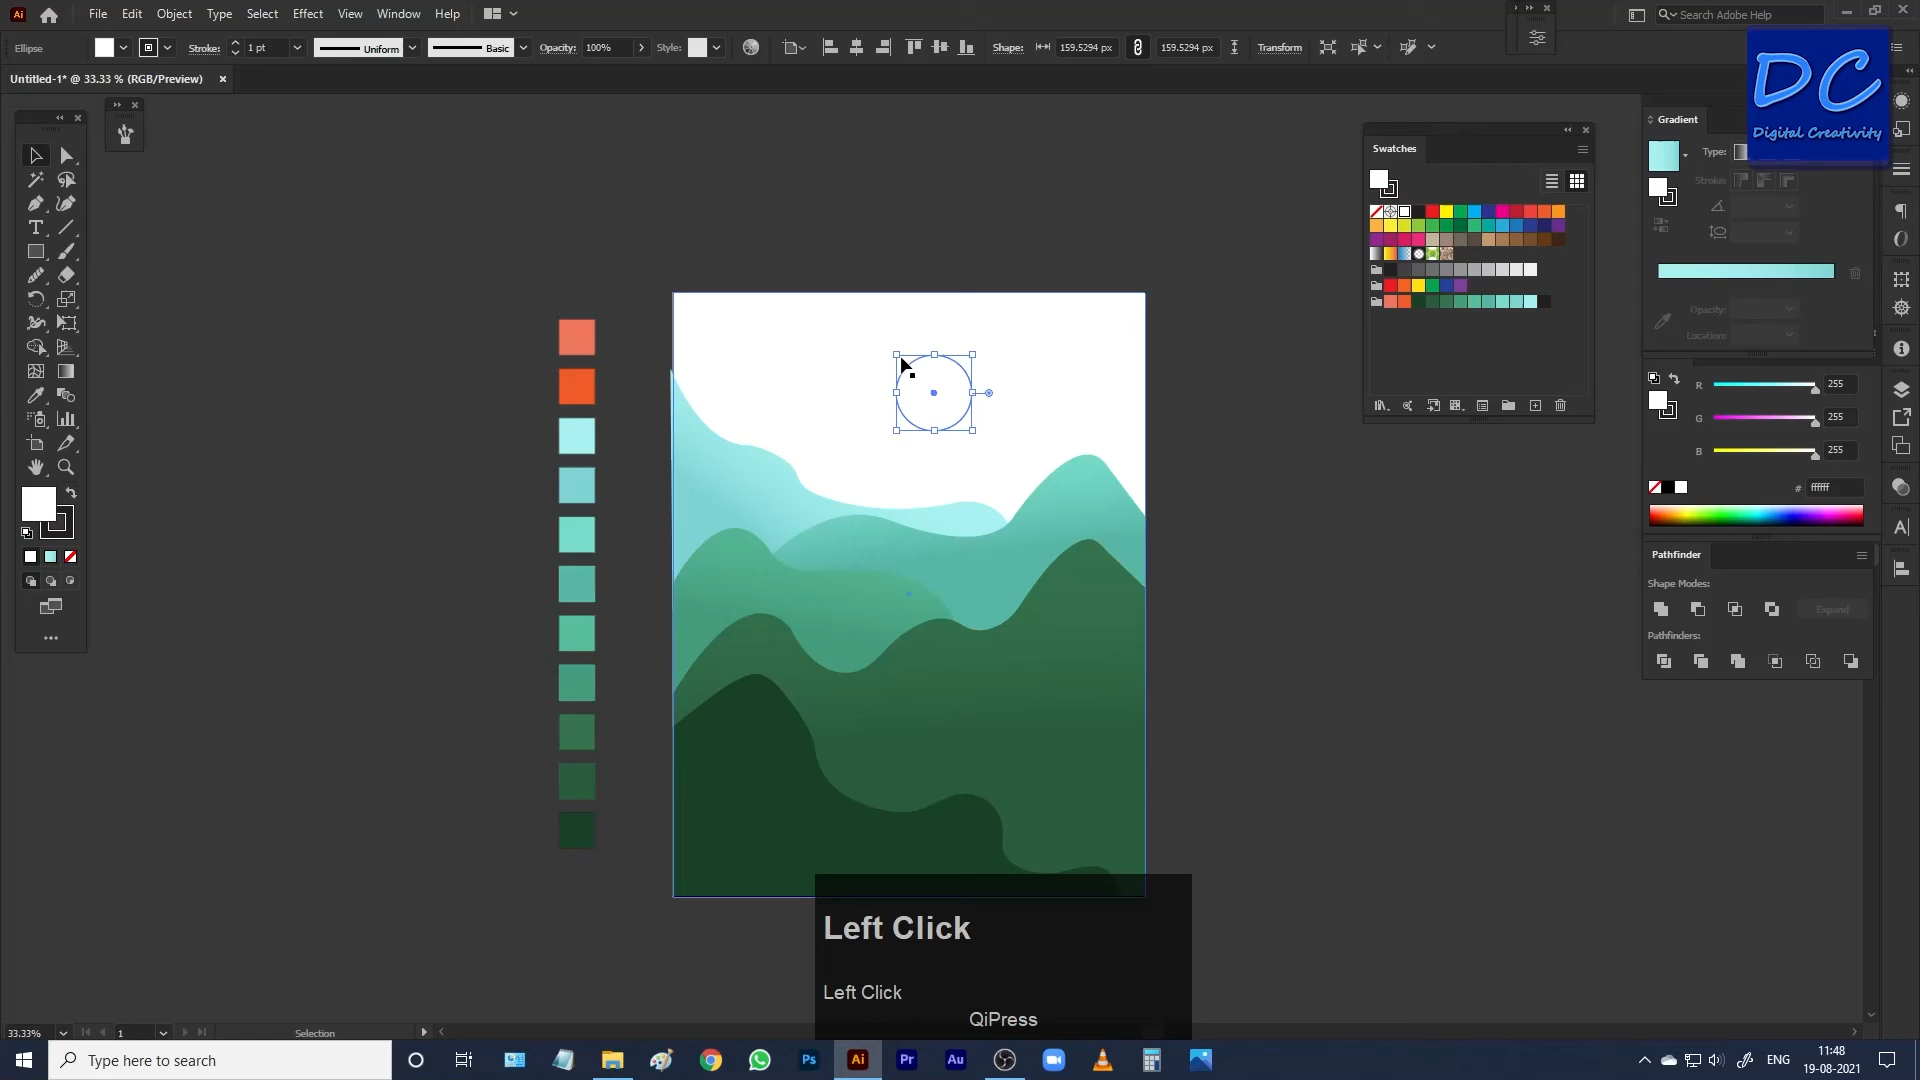 File Edit Object Type Select Effect View Window Help
Search Adobe Help
Ellipse Stroke: 1 pt Uniform Basic Opacity: 100% Style: Shape: 159.5294 px 159.5294 px Transform
Untitled-1* @ 33.33 % (RGB/Preview)
DC
Digital Creativity
Swatches
Gradient
Type:
Stroke:
Opacity:
Location:
R 255
G 255
B 255
# ffffff
Pathfinder
Shape Modes:
Expand
Pathfinders:
Left Click
Left Click
QiPress
33.33% 1 Selection
Type here to search
Ps Ai Pr Au
ENG
11:48
19-08-2021